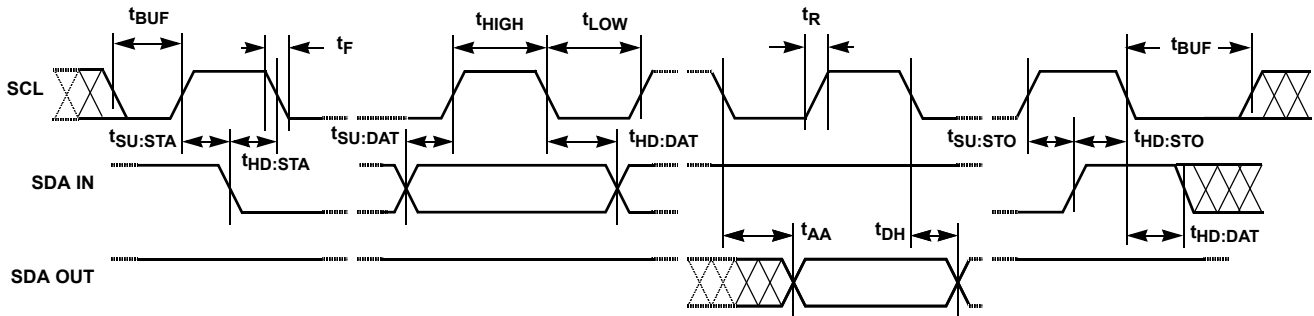 tBUF
tF
tHIGH
tLOW
tR
tBUF
SCL
tSU:STA
tHD:STA
tSU:DAT
tHD:DAT
tSU:STO
tHD:STO
SDA IN
tAA
tDH
tHD:DAT
SDA OUT